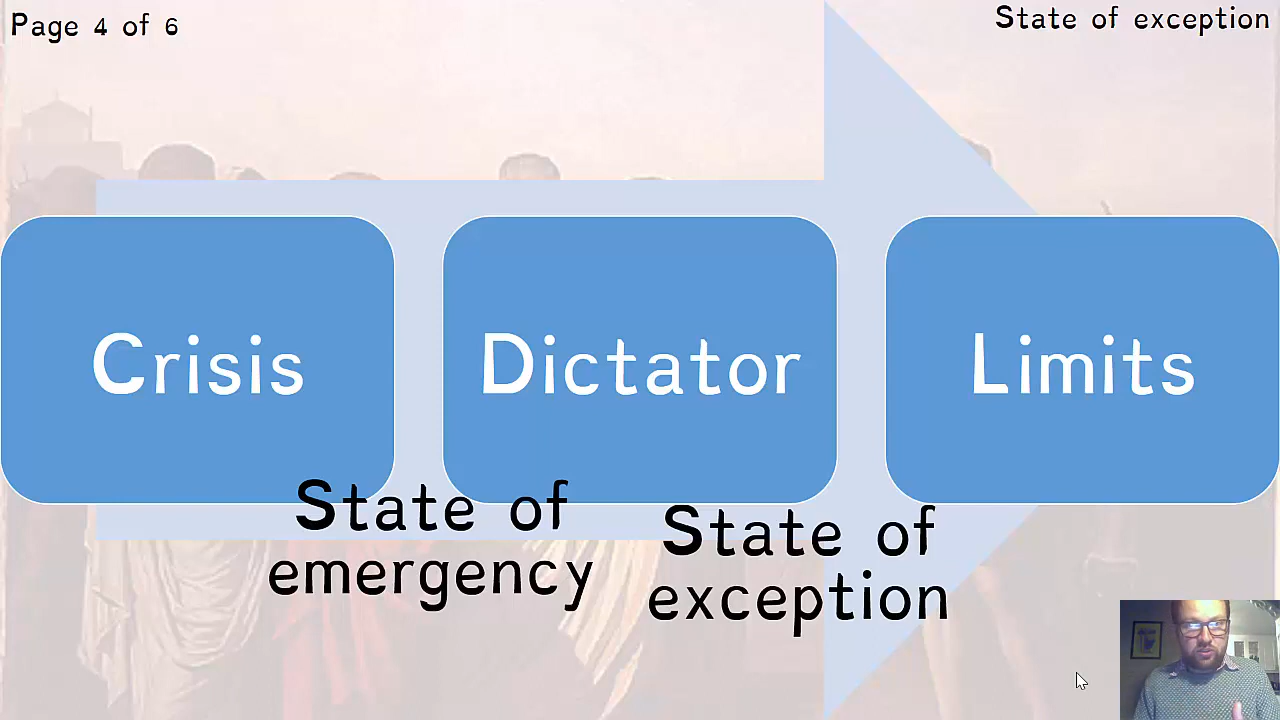 Page 4 of 6
State of exception
Crisis
Dictator
Limits
State of
emergency
State of
exception